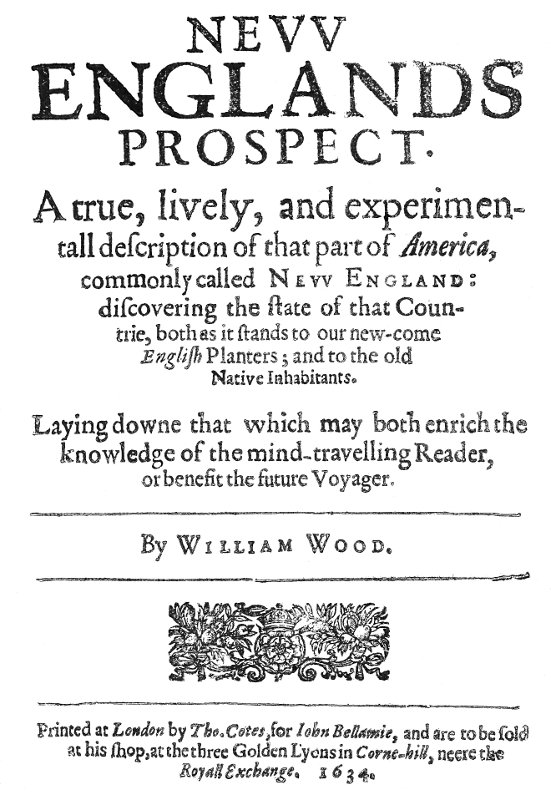 NEVV
ENGLANDS
PROSPECT.
A true, lively, and experimen-
tall deſcription of that part of America,
commonly called NEVV ENGLAND:
diſcovering the ſtate of that Coun-
trie, both as it ſtands to our new-come
Engliſh Planters; and to the old
Native Inhabitants.
Laying downe that which may both enrich the
knowledge of the mind-travelling Reader,
or benefit the future Voyager.
By WILLIAM WOOD.
Printed at London by Tho. Cotes, for Iohn Bellamie, and are to be ſold
at his ſhop, at the three Golden Lyons in Corne-hill, neere the
Royall Exchange. 1634.